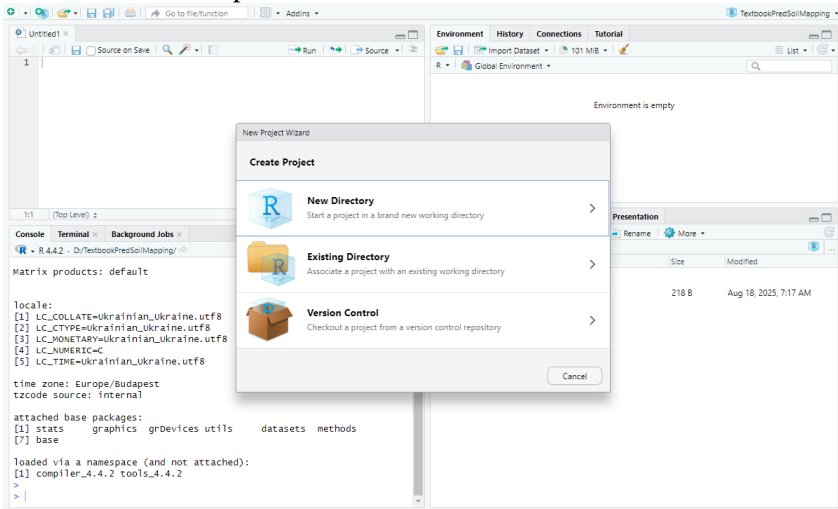 Go to file/function
Addins
TextbookPredSoilMapping
Untitled1
Source on Save
Run
Source
1
1:1
(Top Level)
Console
Terminal
Background Jobs
R 4.4.2 · D:/TextbookPredSoilMapping/
Matrix products: default
locale:
[1] LC_COLLATE=Ukrainian_Ukraine.utf8
[2] LC_CTYPE=Ukrainian_Ukraine.utf8
[3] LC_MONETARY=Ukrainian_Ukraine.utf8
[4] LC_NUMERIC=C
[5] LC_TIME=Ukrainian_Ukraine.utf8
time zone: Europe/Budapest
tzcode source: internal
attached base packages:
[1] stats graphics grDevices utils datasets methods
[7] base
loaded via a namespace (and not attached):
[1] compiler_4.4.2 tools_4.4.2
>
>
New Project Wizard
Create Project
R
New Directory
Start a project in a brand new working directory
R
Existing Directory
Associate a project with an existing working directory
Version Control
Checkout a project from a version control repository
Cancel
Environment
History
Connections
Tutorial
Import Dataset
101 MiB
List
R
Global Environment
Environment is empty
Presentation
Rename
More
Size
Modified
218 B
Aug 18, 2025, 7:17 AM